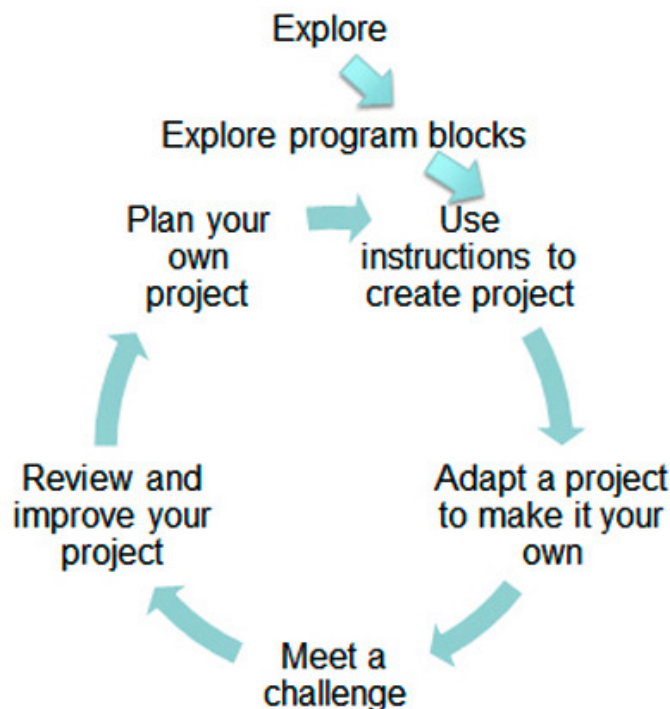 Explore
Explore program blocks
Plan your
own
project
Use
instructions to
create project
Adapt a project
to make it your
own
Meet a
challenge
Review and
improve your
project